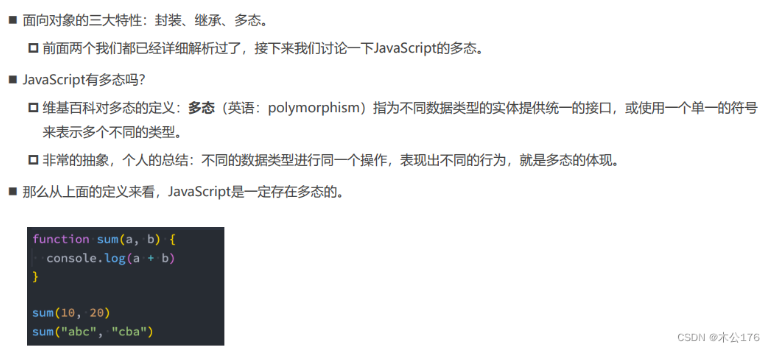 面向对象的三大特性：封装、继承、多态。
前面两个我们都已经详细解析过了，接下来我们讨论一下JavaScript的多态。
JavaScript有多态吗？
维基百科对多态的定义：多态（英语：polymorphism）指为不同数据类型的实体提供统一的接口，或使用一个单一的符号
来表示多个不同的类型。
非常的抽象，个人的总结：不同的数据类型进行同一个操作，表现出不同的行为，就是多态的体现。
那么从上面的定义来看，JavaScript是一定存在多态的。
function sum(a, b) {
  console.log(a + b)
}
sum(10, 20)
sum("abc", "cba")
CSDN @木公176